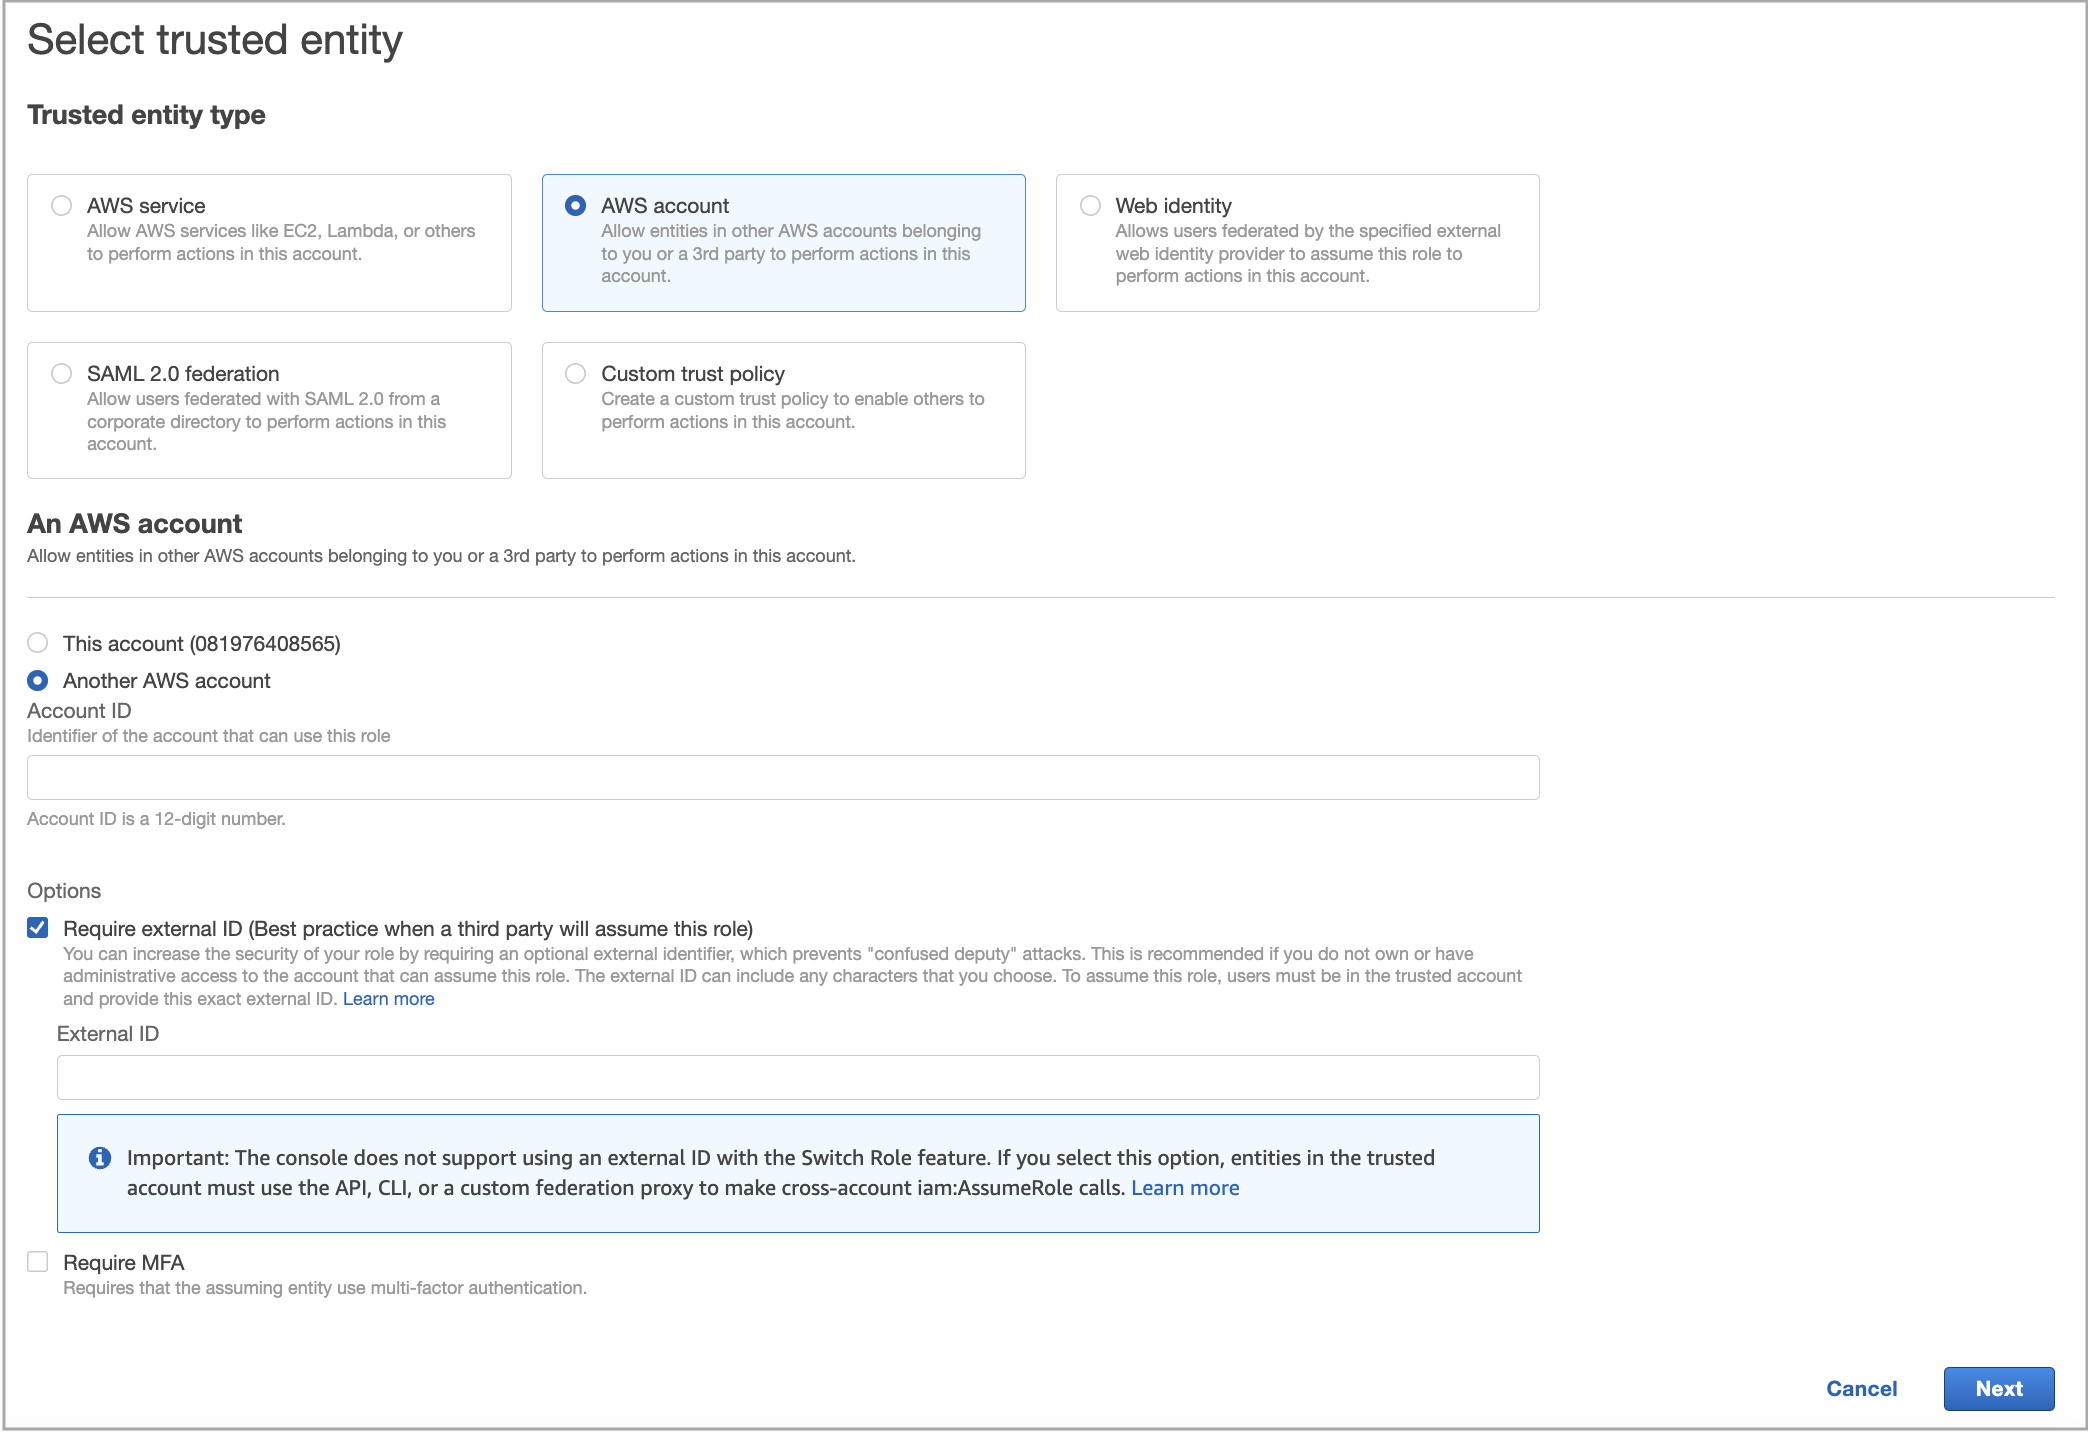 Select trusted entity
Trusted entity type
AWS service
Allow AWS services like EC2, Lambda, or others
to perform actions in this account.
AWS account
Allow entities in other AWS accounts belonging
to you or a 3rd party to perform actions in this
account.
Web identity
Allows users federated by the specified external
web identity provider to assume this role to
perform actions in this account.
SAML 2.0 federation
Allow users federated with SAML 2.0 from a
corporate directory to perform actions in this
account.
Custom trust policy
Create a custom trust policy to enable others to
perform actions in this account.
An AWS account
Allow entities in other AWS accounts belonging to you or a 3rd party to perform actions in this account.
This account (081976408565)
Another AWS account
Account ID
Identifier of the account that can use this role
Account ID is a 12-digit number.
Options
Require external ID (Best practice when a third party will assume this role)
You can increase the security of your role by requiring an optional external identifier, which prevents "confused deputy" attacks. This is recommended if you do not own or have
administrative access to the account that can assume this role. The external ID can include any characters that you choose. To assume this role, users must be in the trusted account
and provide this exact external ID. Learn more
External ID
Important: The console does not support using an external ID with the Switch Role feature. If you select this option, entities in the trusted
account must use the API, CLI, or a custom federation proxy to make cross-account iam:AssumeRole calls. Learn more
Require MFA
Requires that the assuming entity use multi-factor authentication.
Cancel
Next